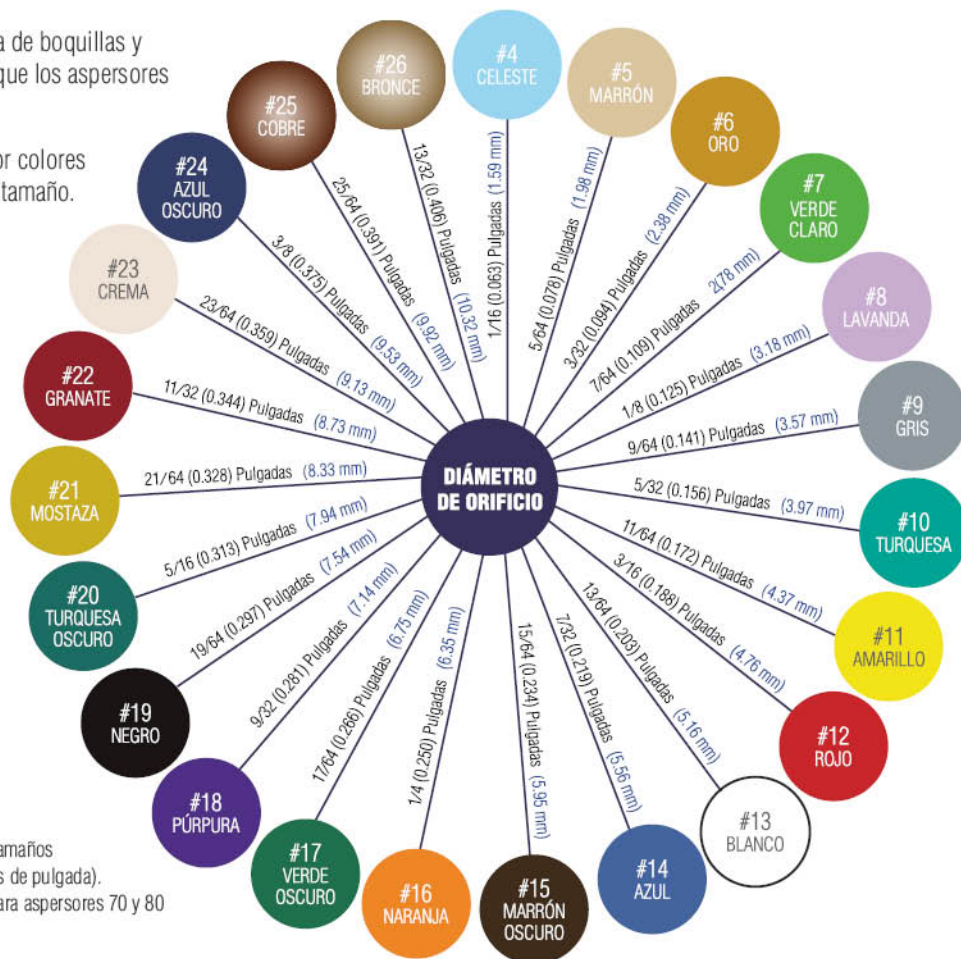 a de boquillas y
que los aspersores
or colores
tamaño.
#4
CELESTE
1/16 (0.063) Pulgadas (1.59 mm)
#5
MARRÓN
5/64 (0.078) Pulgadas (1.98 mm)
#6
ORO
3/32 (0.094) Pulgadas (2.38 mm)
#7
VERDE
CLARO
7/64 (0.109) Pulgadas 2(78 mm)
#8
LAVANDA
1/8 (0.125) Pulgadas (3.18 mm)
#9
GRIS
9/64 (0.141) Pulgadas (3.57 mm)
#10
TURQUESA
5/32 (0.156) Pulgadas (3.97 mm)
#11
AMARILLO
11/64 (0.172) Pulgadas (4.37 mm)
#12
ROJO
3/16 (0.188) Pulgadas (4.76 mm)
#13
BLANCO
13/64 (0.203) Pulgadas (5.16 mm)
#14
AZUL
7/32 (0.219) Pulgadas (5.56 mm)
#15
MARRÓN
OSCURO
15/64 (0.234) Pulgadas (5.95 mm)
#16
NARANJA
1/4 (0.250) Pulgadas (6.35 mm)
#17
VERDE
OSCURO
17/64 (0.266) Pulgadas (6.75 mm)
#18
PÚRPURA
9/32 (0.281) Pulgadas (7.14 mm)
#19
NEGRO
19/64 (0.297) Pulgadas (7.54 mm)
#20
TURQUESA
OSCURO
5/16 (0.313) Pulgadas (7.94 mm)
#21
MOSTAZA
21/64 (0.328) Pulgadas (8.33 mm)
#22
GRANATE
11/32 (0.344) Pulgadas (8.73 mm)
#23
CREMA
23/64 (0.359) Pulgadas (9.13 mm)
#24
AZUL
OSCURO
3/8 (0.375) Pulgadas (9.53 mm)
#25
COBRE
25/64 (0.391) Pulgadas (9.92 mm)
#26
BRONCE
13/32 (0.406) Pulgadas (10.32 mm)
DIÁMETRO
DE ORIFICIO
amaños
s de pulgada).
ara aspersores 70 y 80